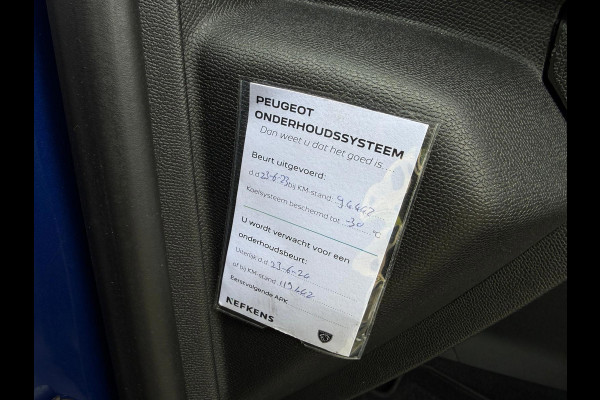 PEUGEOT
ONDERHOUDSSYSTEEM
Dan weet u dat het goed is...
Beurt uitgevoerd:
d.d 23-6-23 bij KM-stand: 94462
Koelsysteem beschermd tot -30 °C
U wordt verwacht voor een
onderhoudsbeurt:
Uiterlijk d.d 23-6-24
of bij KM-stand: 119462
Eerstvolgende APK
NEFKENS